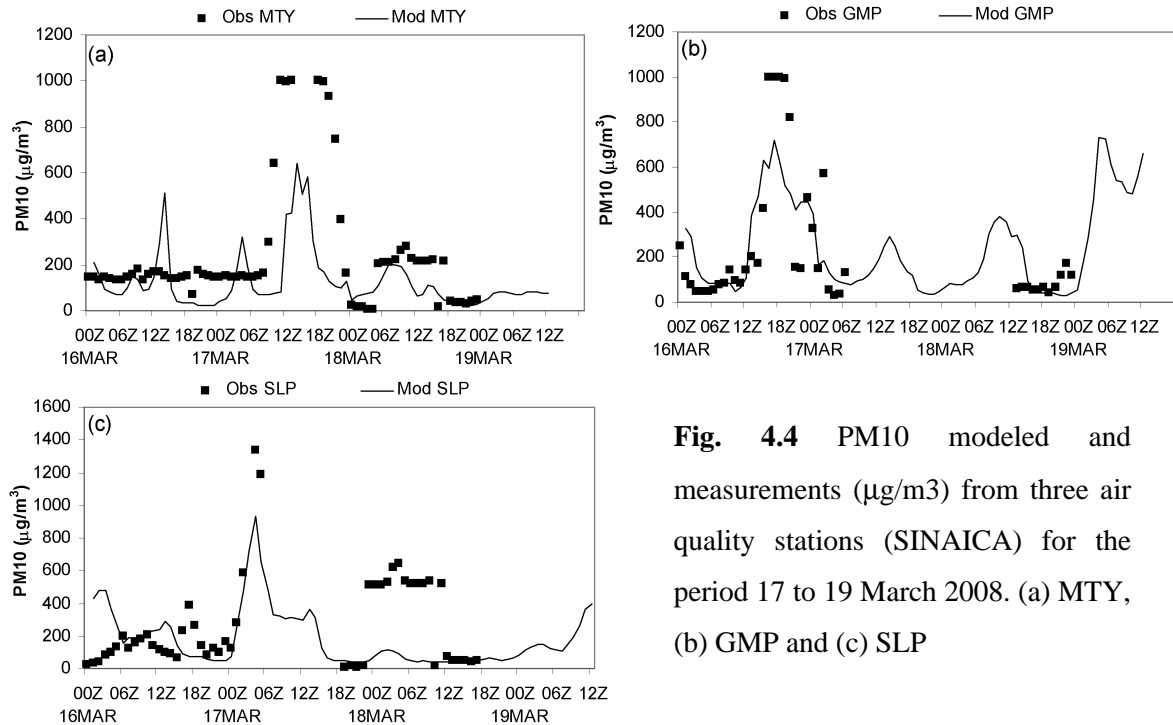 Obs MTY Mod MTY
(a)
PM10 (μg/m³)
1200
1000
800
600
400
200
0
00Z 06Z 12Z 18Z 00Z 06Z 12Z 18Z 00Z 06Z 12Z 18Z 00Z 06Z 12Z
16MAR 17MAR 18MAR 19MAR
Obs GMP Mod GMP
(b)
PM10 (μg/m³)
1200
1000
800
600
400
200
0
00Z 06Z 12Z 18Z 00Z 06Z 12Z 18Z 00Z 06Z 12Z 18Z 00Z 06Z 12Z
16MAR 17MAR 18MAR 19MAR
Obs SLP Mod SLP
(c)
PM10 (μg/m³)
1600
1400
1200
1000
800
600
400
200
0
00Z 06Z 12Z 18Z 00Z 06Z 12Z 18Z 00Z 06Z 12Z 18Z 00Z 06Z 12Z
16MAR 17MAR 18MAR 19MAR
Fig. 4.4 PM10 modeled and
measurements (μg/m3) from three air
quality stations (SINAICA) for the
period 17 to 19 March 2008. (a) MTY,
(b) GMP and (c) SLP